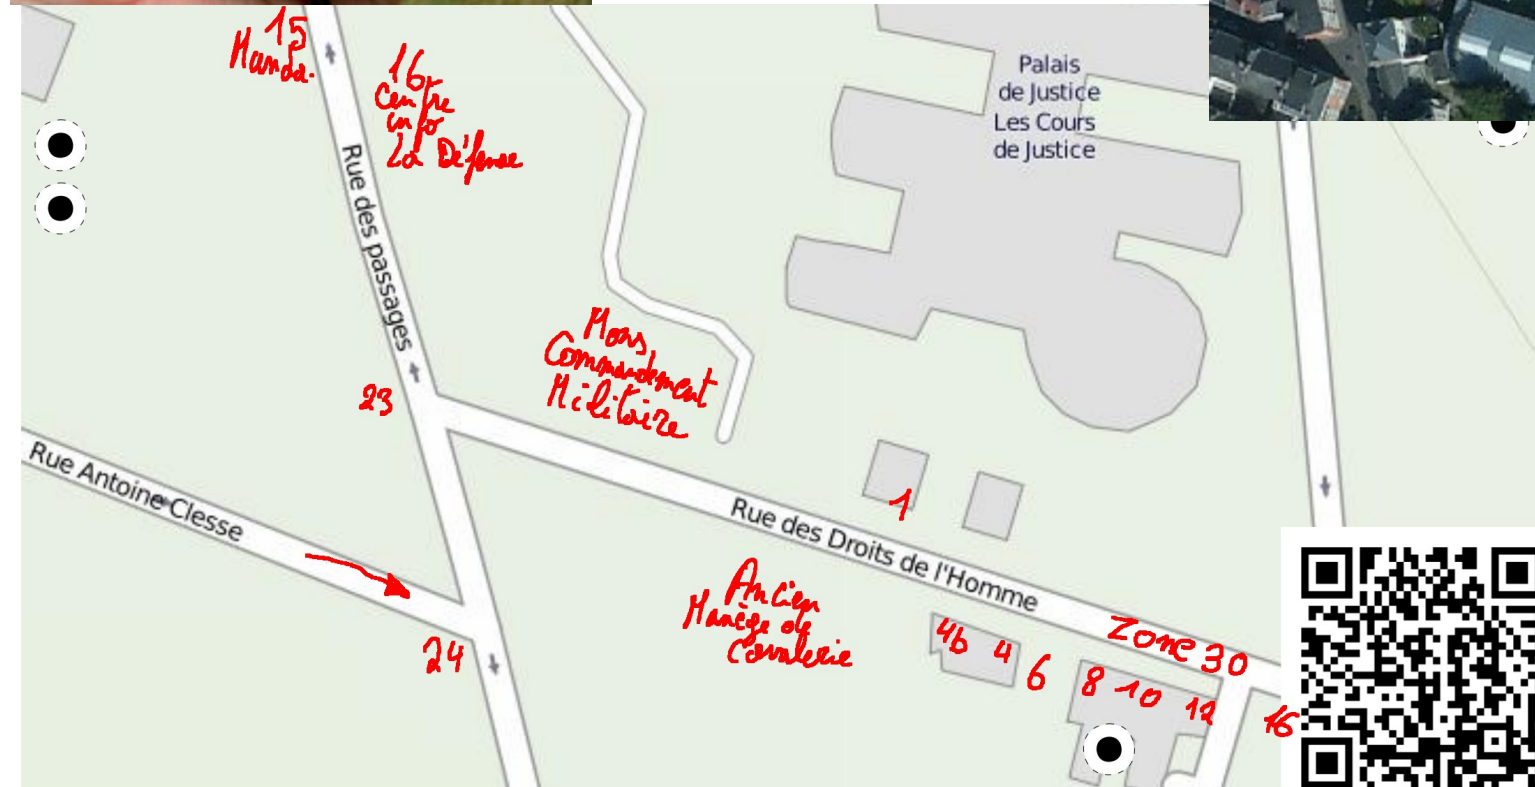 15
Manda.
16
Centre
info
La Défense
Palais
de Justice
Les Cours
de Justice
Rue des passages
Mons
Commandement
Militaire
23
Rue Antoine Clesse
1
Rue des Droits de l'Homme
Ancien
Manège de
Cavalerie
Zone 30
24
4b 4 6 8 10 12 16